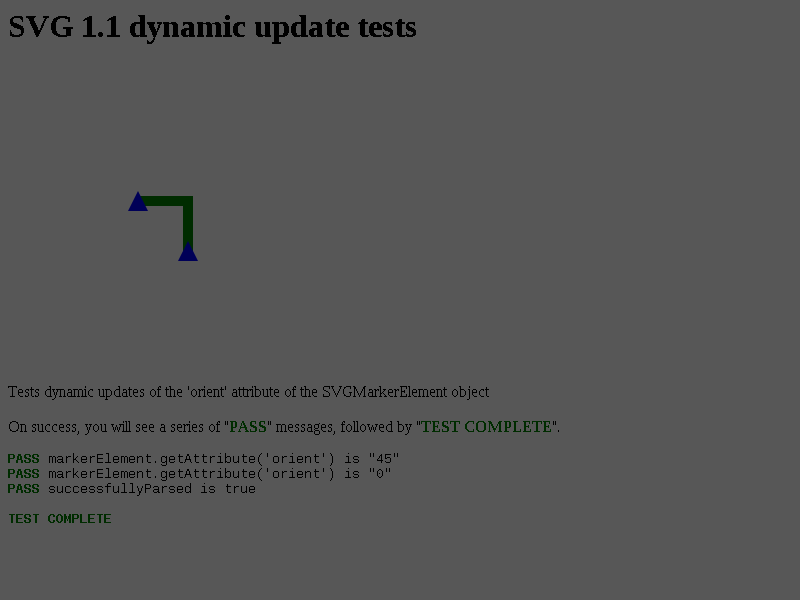 SVG 1.1 dynamic update tests
Tests dynamic updates of the 'orient' attribute of the SVGMarkerElement object
On success, you will see a series of "PASS" messages, followed by "TEST COMPLETE".
PASS markerElement.getAttribute('orient') is "45"
PASS markerElement.getAttribute('orient') is "0"
PASS successfullyParsed is true
TEST COMPLETE